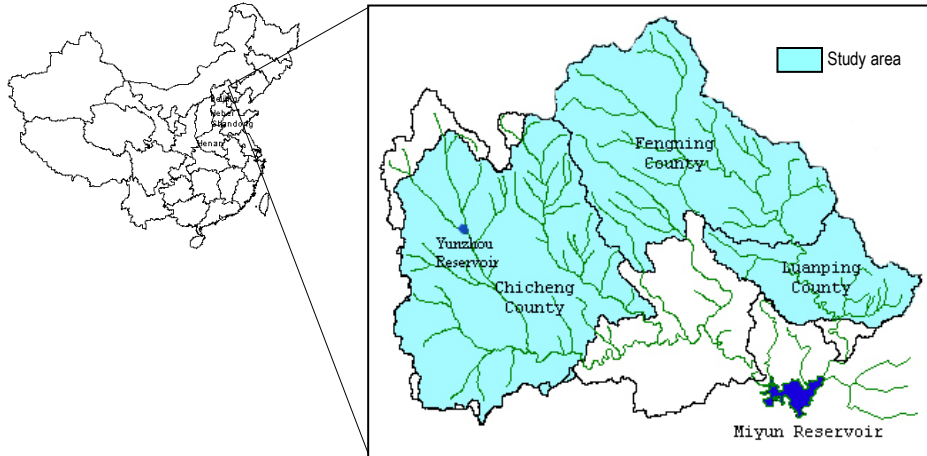 Beijing
Hebei
Shandong
Henan
Study area
Fengning
County
Yunzhou
Reservoir
Chicheng
County
Luanping
County
Miyun Reservoir